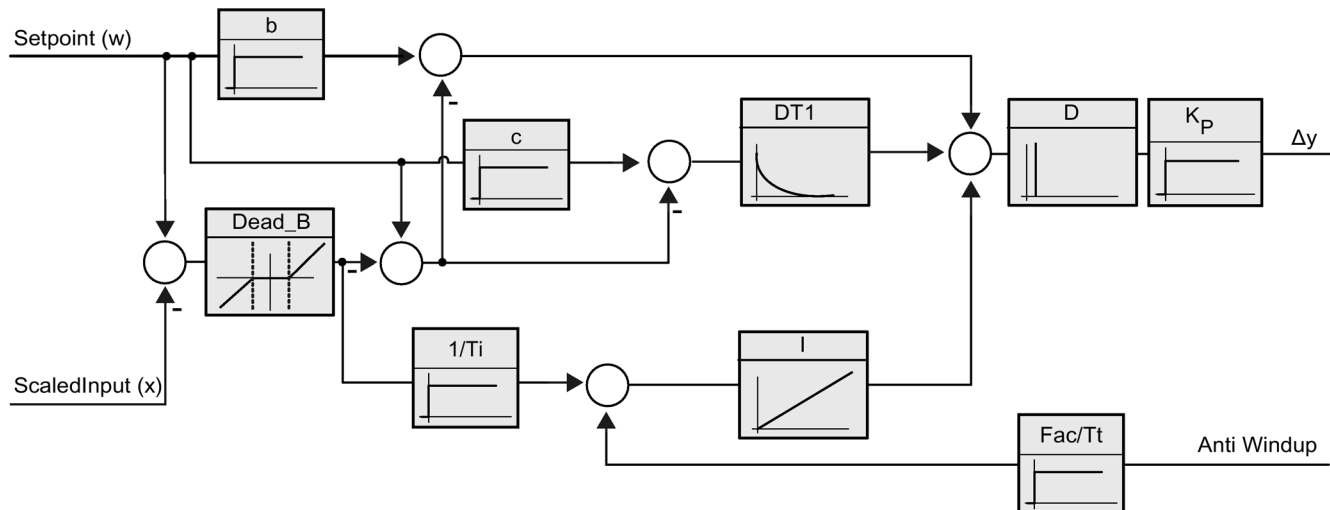 b
Setpoint (w)
DT1
D
K_P
Δy
c
-
-
Dead_B
-
-
1/Ti
I
ScaledInput (x)
Fac/Tt
Anti Windup